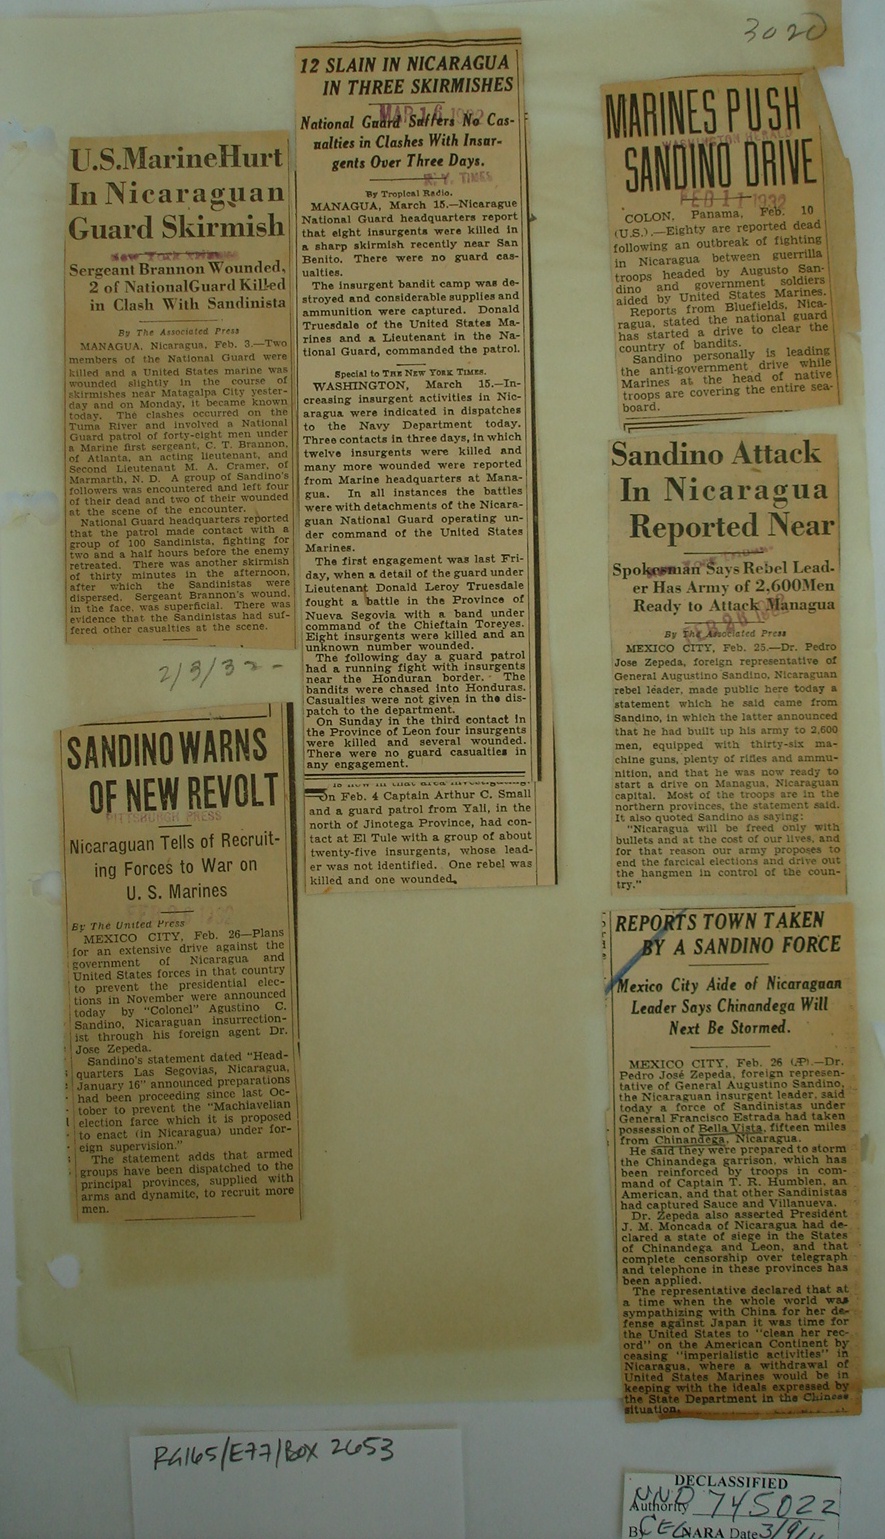 3020
U.S.MarineHurt
In Nicaraguan
Guard Skirmish
Sergeant Brannon Wounded,
2 of NationalGuard Killed
in Clash With Sandinista
By The Associated Press
MANAGUA, Nicaragua, Feb. 3.—Two
members of the National Guard were
killed and a United States marine was
wounded slightly in the course of
skirmishes near Matagalpa City yester-
day and on Monday, it became known
today. The clashes occurred on the
Tuma River and involved a National
Guard patrol of forty-eight men under
a Marine first sergeant, C. T. Brannon,
of Atlanta, an acting lieutenant, and
Second Lieutenant M. A. Cramer, of
Marmarth, N. D. A group of Sandino's
followers was encountered and left four
of their dead and two of their wounded
at the scene of the encounter.
National Guard headquarters reported
that the patrol made contact with a
group of 100 Sandinista, fighting for
two and a half hours before the enemy
retreated. There was another skirmish
of thirty minutes in the afternoon,
after which the Sandinistas were
dispersed. Sergeant Brannon's wound,
in the face, was superficial. There was
evidence that the Sandinistas had suf-
fered other casualties at the scene.
2/3/32-
SANDINO WARNS
OF NEW REVOLT
PITTSBURGH PRESS
Nicaraguan Tells of Recruit-
ing Forces to War on
U. S. Marines
By The United Press
MEXICO CITY, Feb. 26—Plans
for an extensive drive against the
government of Nicaragua and
United States forces in that country
to prevent the presidential elec-
tions in November were announced
today by "Colonel" Agustino C.
Sandino, Nicaraguan insurrection-
ist through his foreign agent Dr.
Jose Zepeda.
Sandino's statement dated "Head-
quarters Las Segovias, Nicaragua,
January 16" announced preparations
had been proceeding since last Oc-
tober to prevent the "Machiavelian
election farce which it is proposed
to enact (in Nicaragua) under for-
eign supervision."
The statement adds that armed
groups have been dispatched to the
principal provinces, supplied with
arms and dynamite, to recruit more
men.
12 SLAIN IN NICARAGUA
IN THREE SKIRMISHES
MAR 16 1932
National Guard Suffers No Cas-
ualties in Clashes With Insur-
gents Over Three Days.
N. Y. TIMES
By Tropical Radio.
MANAGUA, March 15.—Nicarague
National Guard headquarters report
that eight insurgents were killed in
a sharp skirmish recently near San
Benito. There were no guard cas-
ualties.
The insurgent bandit camp was de-
stroyed and considerable supplies and
ammunition were captured. Donald
Truesdale of the United States Ma-
rines and a Lieutenant in the Na-
tional Guard, commanded the patrol.
Special to THE NEW YORK TIMES.
WASHINGTON, March 15.—In-
creasing insurgent activities in Nic-
aragua were indicated in dispatches
to the Navy Department today.
Three contacts in three days, in which
twelve insurgents were killed and
many more wounded were reported
from Marine headquarters at Mana-
gua. In all instances the battles
were with detachments of the Nicara-
guan National Guard operating un-
der command of the United States
Marines.
The first engagement was last Fri-
day, when a detail of the guard under
Lieutenant Donald Leroy Truesdale
fought a battle in the Province of
Nueva Segovia with a band under
command of the Chieftain Toreyes.
Eight insurgents were killed and an
unknown number wounded.
The following day a guard patrol
had a running fight with insurgents
near the Honduran border. The
bandits were chased into Honduras.
Casualties were not given in the dis-
patch to the department.
On Sunday in the third contact in
the Province of Leon four insurgents
were killed and several wounded.
There were no guard casualties in
any engagement.
On Feb. 4 Captain Arthur C. Small
and a guard patrol from Yali, in the
north of Jinotega Province, had con-
tact at El Tule with a group of about
twenty-five insurgents, whose lead-
er was not identified. One rebel was
killed and one wounded.
MARINES PUSH
WASHINGTON HERALD
SANDINO DRIVE
FEB 11 1932
COLON, Panama, Feb. 10
(U.S.).—Eighty are reported dead
following an outbreak of fighting
in Nicaragua between guerrilla
troops headed by Augusto San-
dino and government soldiers
aided by United States Marines.
Reports from Bluefields, Nica-
ragua, stated the national guard
has started a drive to clear the
country of bandits.
Sandino personally is leading
the anti-government drive while
Marines at the head of native
troops are covering the entire sea-
board.
Sandino Attack
In Nicaragua
Reported Near
Spokesman Says Rebel Lead-
er Has Army of 2,600Men
Ready to Attack Managua
By The Associated Press
MEXICO CITY, Feb. 25.—Dr. Pedro
Jose Zepeda, foreign representative of
General Augustino Sandino, Nicaraguan
rebel leader, made public here today a
statement which he said came from
Sandino, in which the latter announced
that he had built up his army to 2,600
men, equipped with thirty-six ma-
chine guns, plenty of rifles and ammu-
nition, and that he was now ready to
start a drive on Managua, Nicaraguan
capital. Most of the troops are in the
northern provinces, the statement said.
It also quoted Sandino as saying:
"Nicaragua will be freed only with
bullets and at the cost of our lives, and
for that reason our army proposes to
end the farcical elections and drive out
the hangmen in control of the coun-
try."
REPORTS TOWN TAKEN
BY A SANDINO FORCE
Mexico City Aide of Nicaraguan
Leader Says Chinandega Will
Next Be Stormed.
MEXICO CITY, Feb. 26 (AP).—Dr.
Pedro José Zepeda, foreign represen-
tative of General Augustino Sandino,
the Nicaraguan insurgent leader, said
today a force of Sandinistas under
General Francisco Estrada had taken
possession of Bella Vista, fifteen miles
from Chinandega, Nicaragua.
He said they were prepared to storm
the Chinandega garrison, which has
been reinforced by troops in com-
mand of Captain T. R. Humblen, an
American, and that other Sandinistas
had captured Sauce and Villanueva.
Dr. Zepeda also asserted President
J. M. Moncada of Nicaragua had de-
clared a state of siege in the States
of Chinandega and Leon, and that
complete censorship over telegraph
and telephone in these provinces has
been applied.
The representative declared that at
a time when the whole world was
sympathizing with China for her de-
fense against Japan it was time for
the United States to "clean her rec-
ord" on the American Continent by
ceasing "imperialistic activities" in
Nicaragua, where a withdrawal of
United States Marines would be in
keeping with the ideals expressed by
the State Department in the Chinese
situation.
RG165/E77/BOX 2653
DECLASSIFIED
Authority NND 745022
By CEG NARA Date